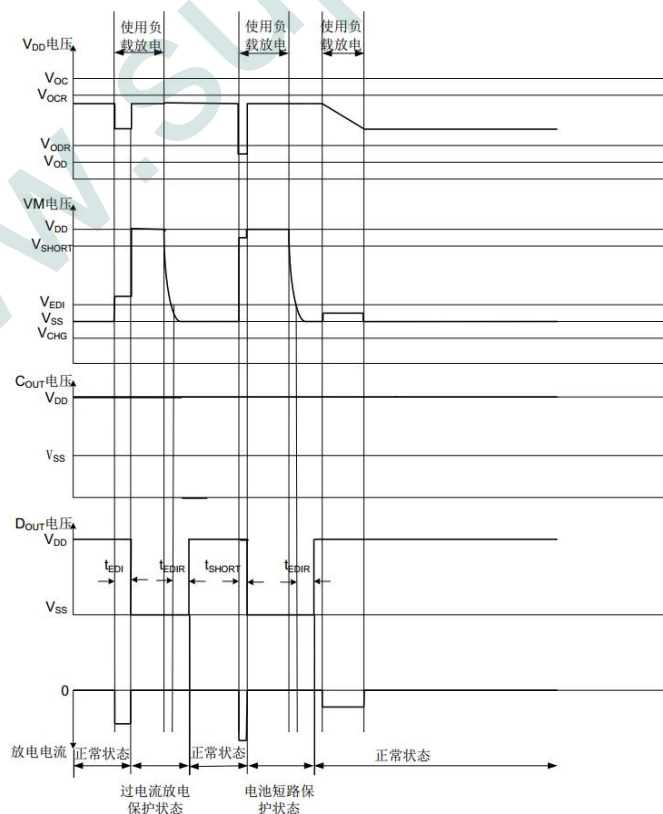 使用负
载放电
使用负
载放电
使用负
载放电
VDD电压
VOC
VOCR
VODR
VOD
VM电压
VDD
VSHORT
VEDI
VSS
VCHG
COUT电压
VDD
VSS
DOUT电压
VDD
tEDI
tEDIR
tSHORT
tEDIR
VSS
0
放电电流
正常状态
正常状态
正常状态
过电流放电
保护状态
电池短路保
护状态